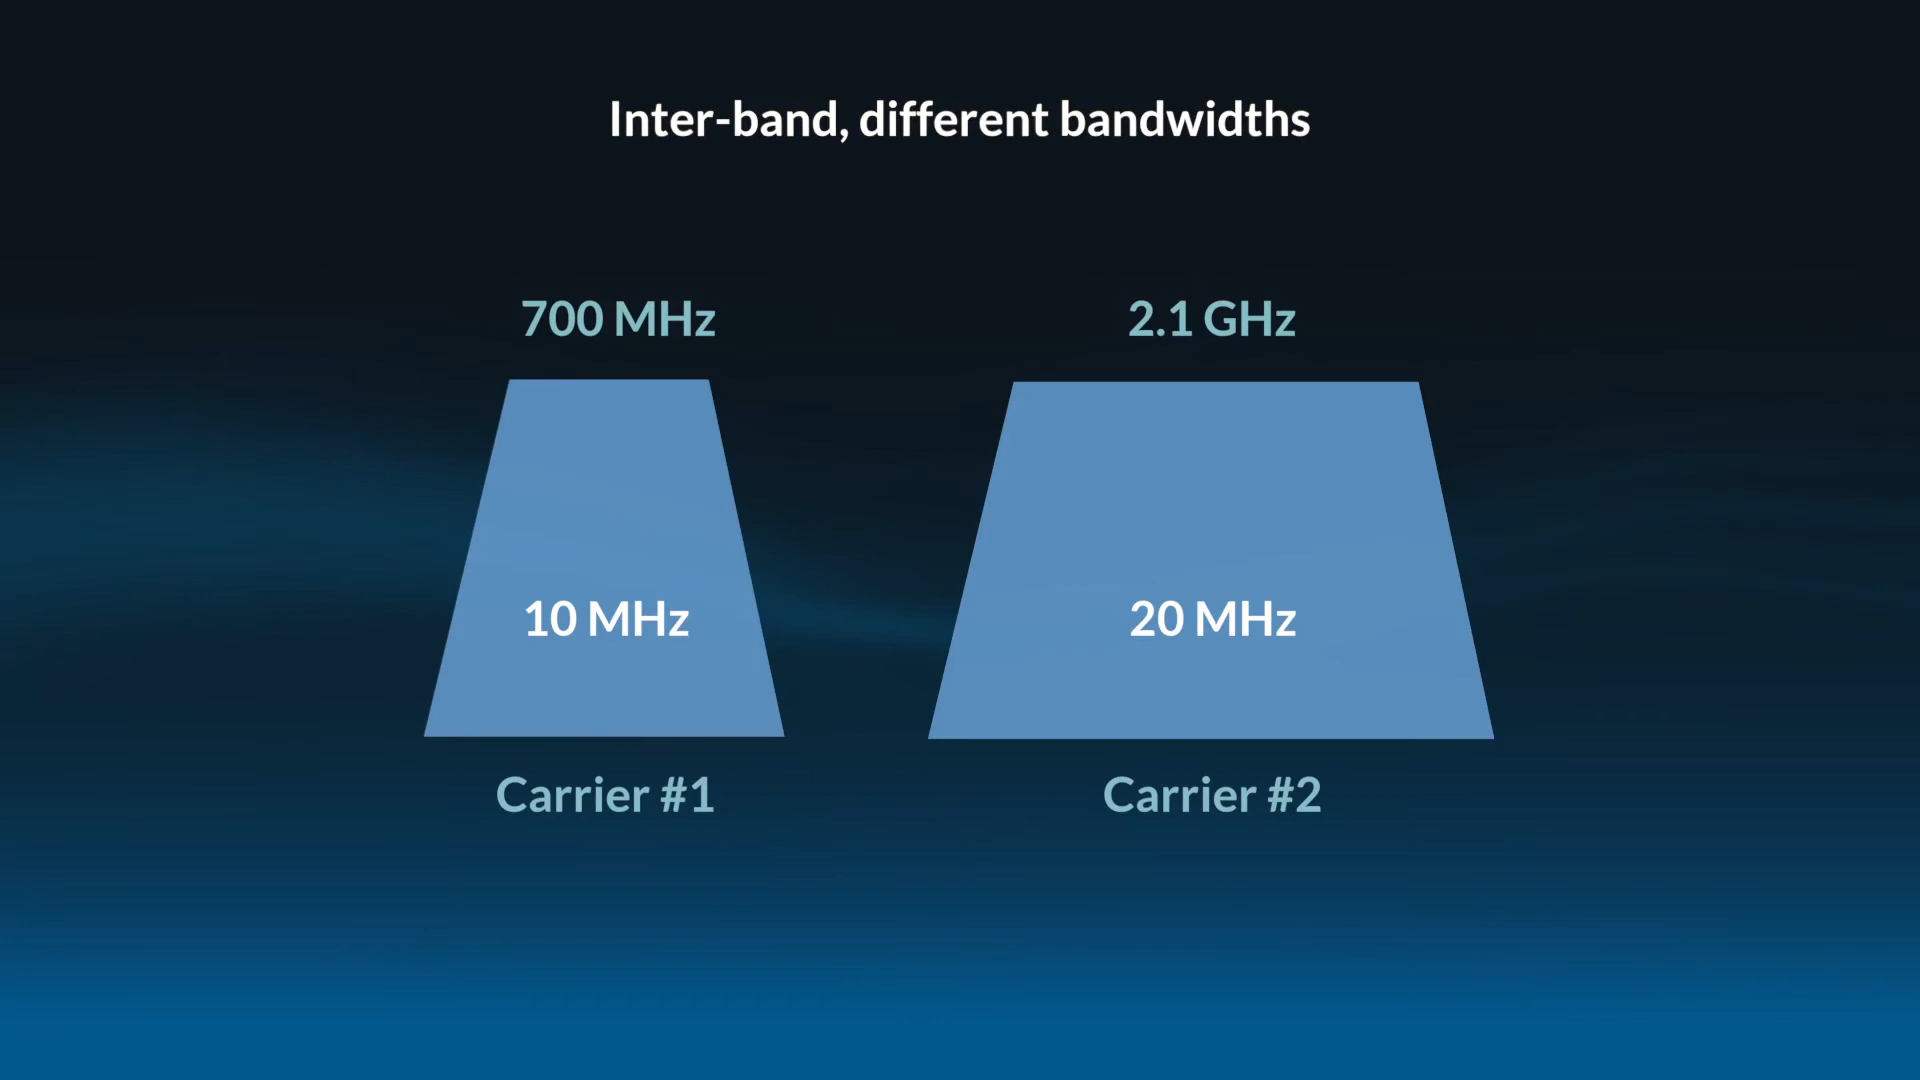 Inter-band, different bandwidths
700 MHz
2.1 GHz
10 MHz
20 MHz
Carrier #1
Carrier #2